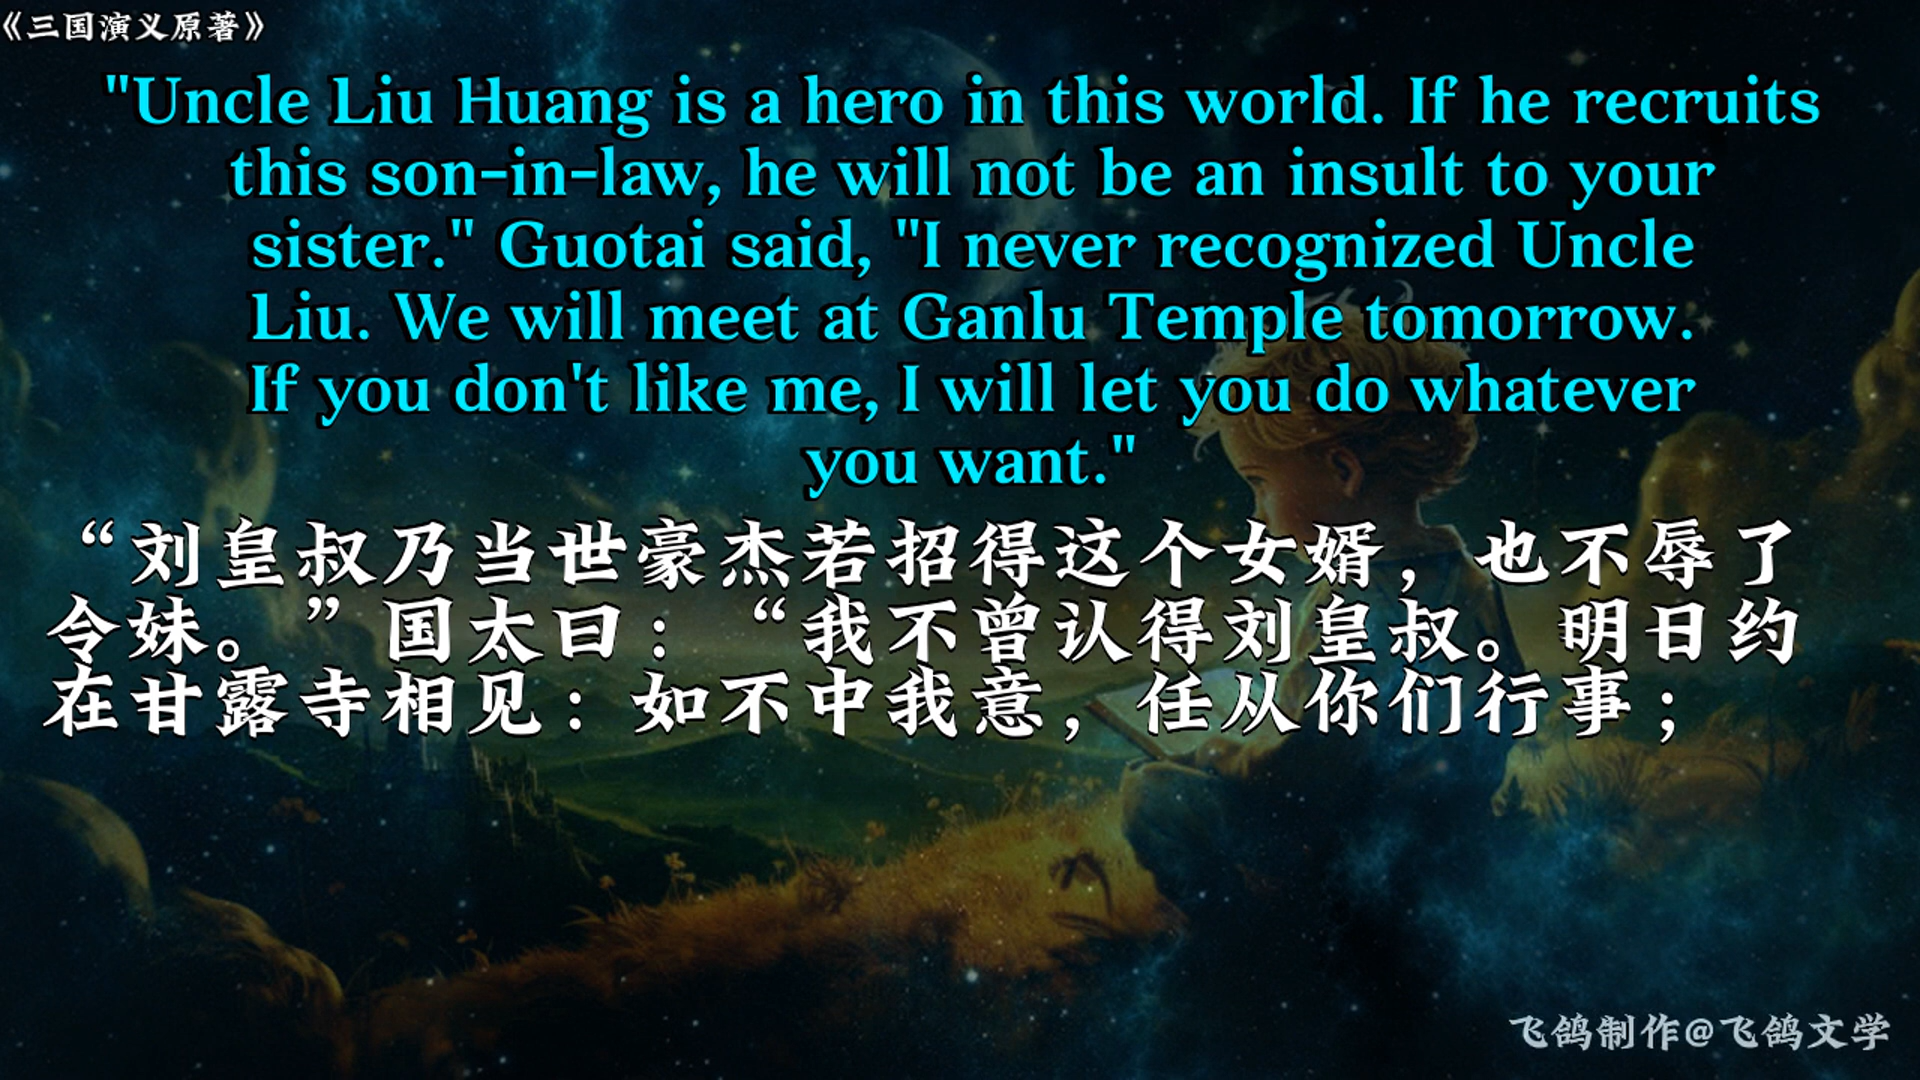 《三国演义原著》
"Uncle Liu Huang is a hero in this world. If he recruits
this son-in-law, he will not be an insult to your
sister." Guotai said, "I never recognized Uncle
Liu. We will meet at Ganlu Temple tomorrow.
If you don't like me, I will let you do whatever
you want."
“刘皇叔乃当世豪杰若招得这个女婿，也不辱了
令妹。”国太曰：“我不曾认得刘皇叔。明日约
在甘露寺相见：如不中我意，任从你们行事；
飞鸽制作@飞鸽文学